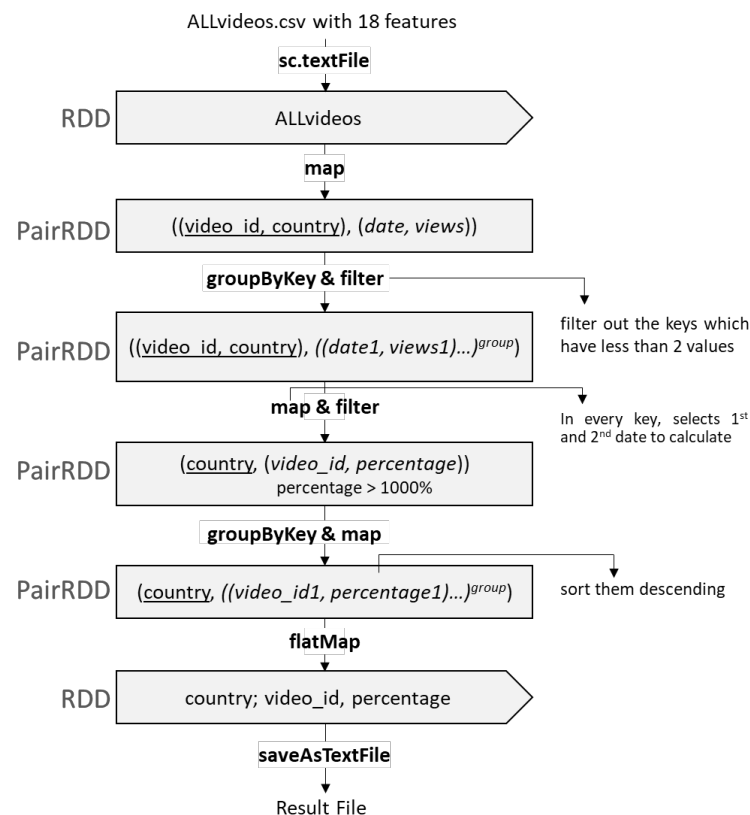 ALLvideos.csv with 18 features
sc.textFile
RDD
ALLvideos
map
PairRDD
((video_id, country), (date, views))
groupByKey & filter
filter out the keys which
have less than 2 values
PairRDD
((video_id, country), ((date1, views1)...)group)
map & filter
In every key, selects 1st
and 2nd date to calculate
PairRDD
(country, (video_id, percentage))
percentage > 1000%
groupByKey & map
PairRDD
(country, ((video_id1, percentage1)...)group)
sort them descending
flatMap
RDD
country; video_id, percentage
saveAsTextFile
Result File